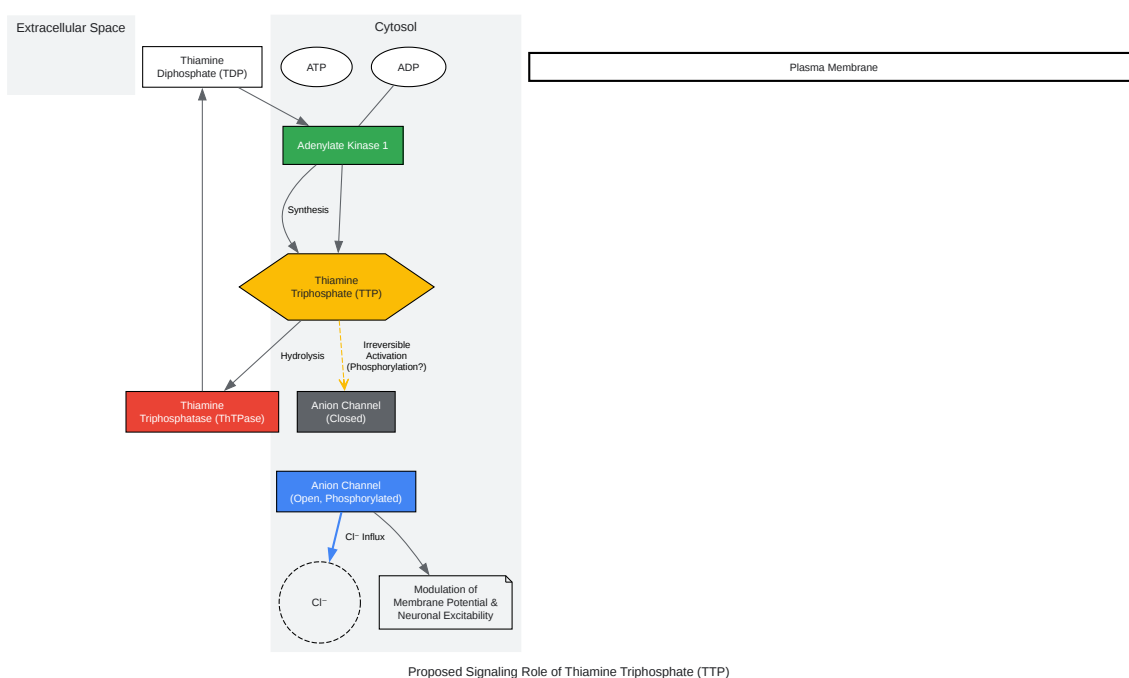 Extracellular Space
Cytosol
Thiamine
Diphosphate (TDP)
ATP
ADP
Plasma Membrane
Adenylate Kinase 1
Synthesis
Thiamine
Triphosphate (TTP)
Hydrolysis
Irreversible
Activation
(Phosphorylation?)
Thiamine
Triphosphatase (ThTPase)
Anion Channel
(Closed)
Anion Channel
(Open, Phosphorylated)
Cl⁻ Influx
Cl⁻
Modulation of
Membrane Potential &
Neuronal Excitability
Proposed Signaling Role of Thiamine Triphosphate (TTP)